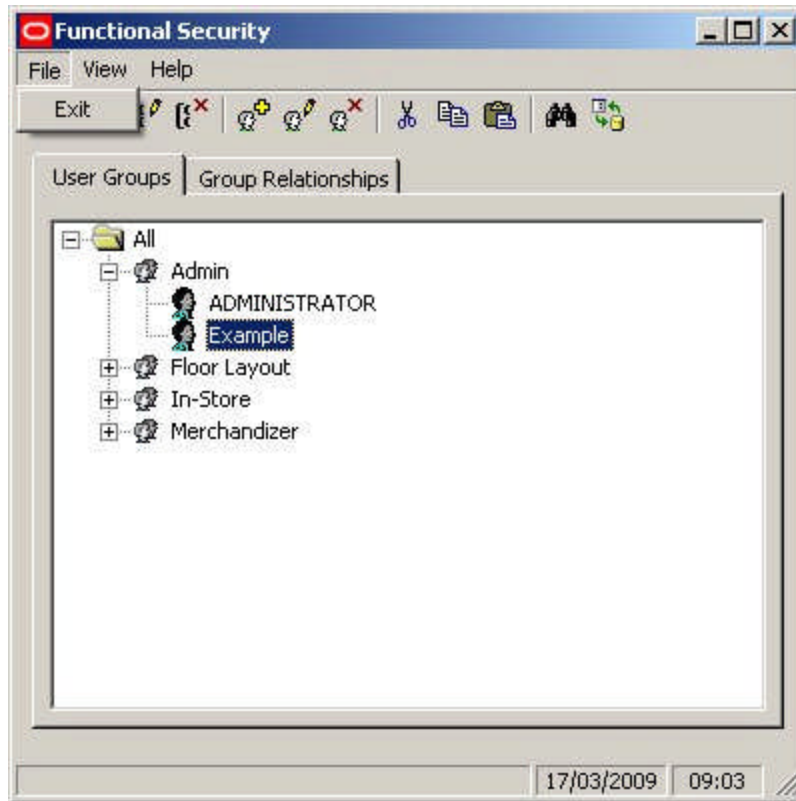 Functional Security
File View Help
Exit
User Groups Group Relationships
All
Admin
ADMINISTRATOR
Example
Floor Layout
In-Store
Merchandizer
17/03/2009 09:03